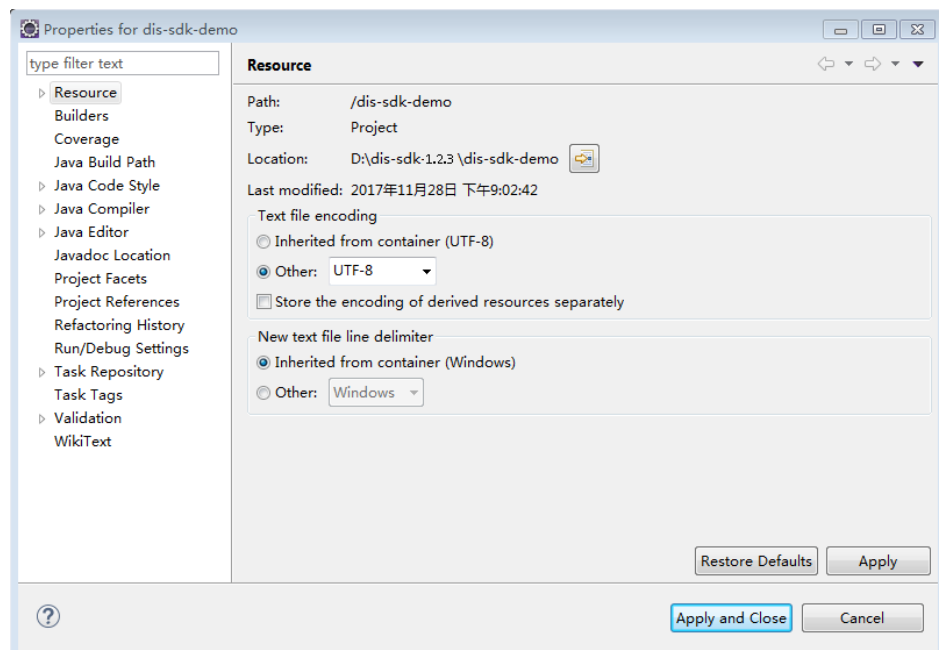 Properties for dis-sdk-demo
type filter text
Resource
Builders
Coverage
Java Build Path
Java Code Style
Java Compiler
Java Editor
Javadoc Location
Project Facets
Project References
Refactoring History
Run/Debug Settings
Task Repository
Task Tags
Validation
WikiText
Resource
Path: /dis-sdk-demo
Type: Project
Location: D:\dis-sdk-1.2.3 \dis-sdk-demo
Last modified: 2017年11月28日 下午9:02:42
Text file encoding
Inherited from container (UTF-8)
Other: UTF-8
Store the encoding of derived resources separately
New text file line delimiter
Inherited from container (Windows)
Other: Windows
Restore Defaults Apply
? Apply and Close Cancel